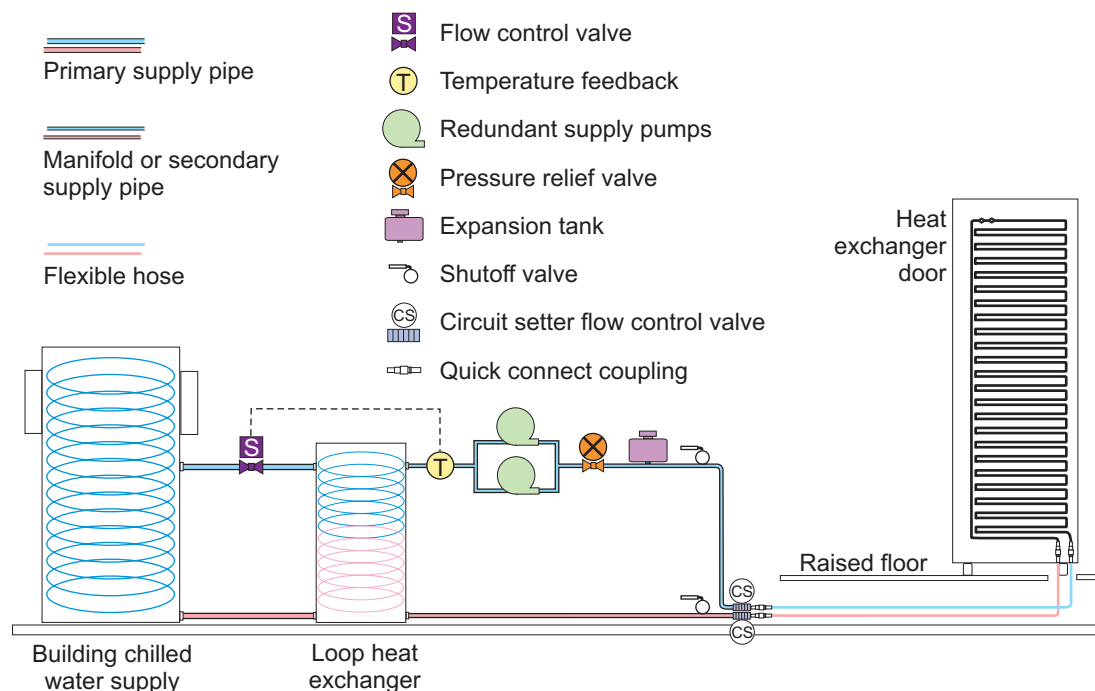 Primary supply pipe
Manifold or secondary
supply pipe
Flexible hose
S
Flow control valve
T
Temperature feedback
Redundant supply pumps
Pressure relief valve
Expansion tank
Shutoff valve
CS
Circuit setter flow control valve
Quick connect coupling
Heat
exchanger
door
S
T
Raised floor
CS
CS
Building chilled
water supply
Loop heat
exchanger